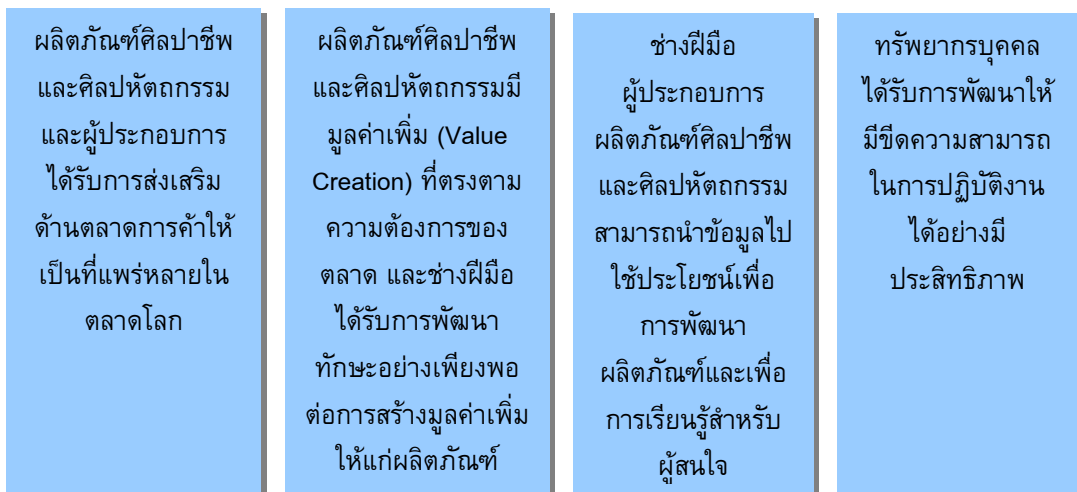 ผลิตภัณฑ์ศิลปาชีพ
และศิลปหัตถกรรม
และผู้ประกอบการ
ได้รับการส่งเสริม
ด้านตลาดการค้าให้
เป็นที่แพร่หลายใน
ตลาดโลก
ผลิตภัณฑ์ศิลปาชีพ
และศิลปหัตถกรรมมี
มูลค่าเพิ่ม (Value
Creation) ที่ตรงตาม
ความต้องการของ
ตลาด และช่างฝีมือ
ได้รับการพัฒนา
ทักษะอย่างเพียงพอ
ต่อการสร้างมูลค่าเพิ่ม
ให้แก่ผลิตภัณฑ์
ช่างฝีมือ
ผู้ประกอบการ
ผลิตภัณฑ์ศิลปาชีพ
และศิลปหัตถกรรม
สามารถนำข้อมูลไป
ใช้ประโยชน์เพื่อ
การพัฒนา
ผลิตภัณฑ์และเพื่อ
การเรียนรู้สำหรับ
ผู้สนใจ
ทรัพยากรบุคคล
ได้รับการพัฒนาให้
มีขีดความสามารถ
ในการปฏิบัติงาน
ได้อย่างมี
ประสิทธิภาพ